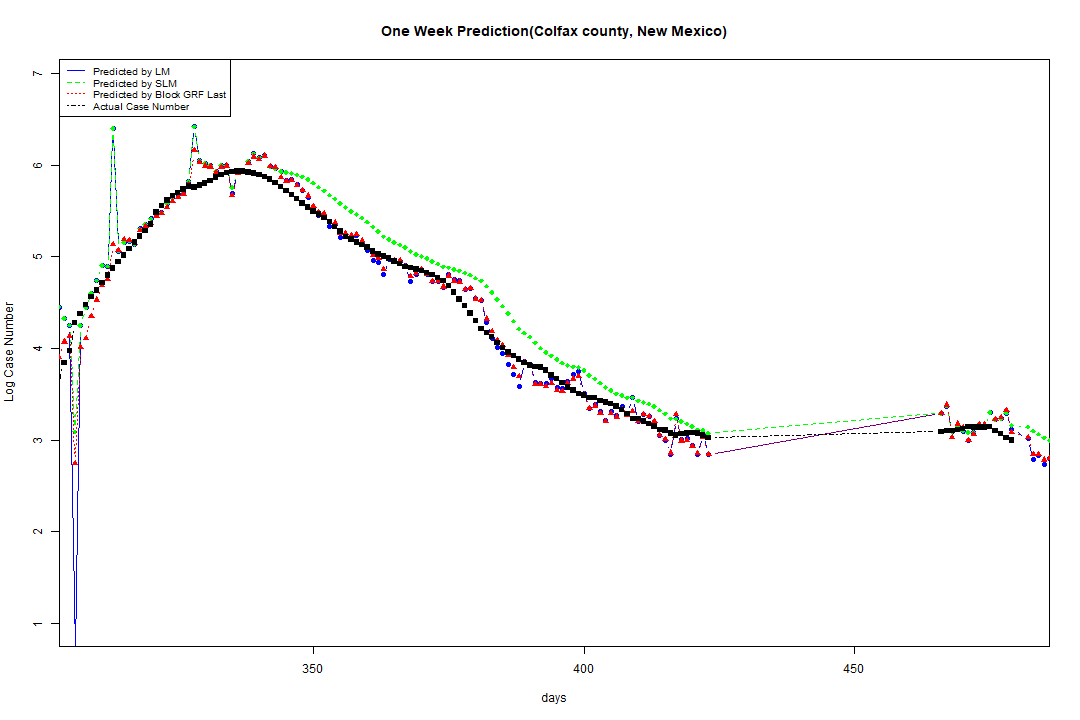 One Week Prediction(Colfax county, New Mexico)
Predicted by LM
Predicted by SLM
Predicted by Block GRF Last
Actual Case Number
7
6
5
4
3
2
1
Log Case Number
350
400
450
days